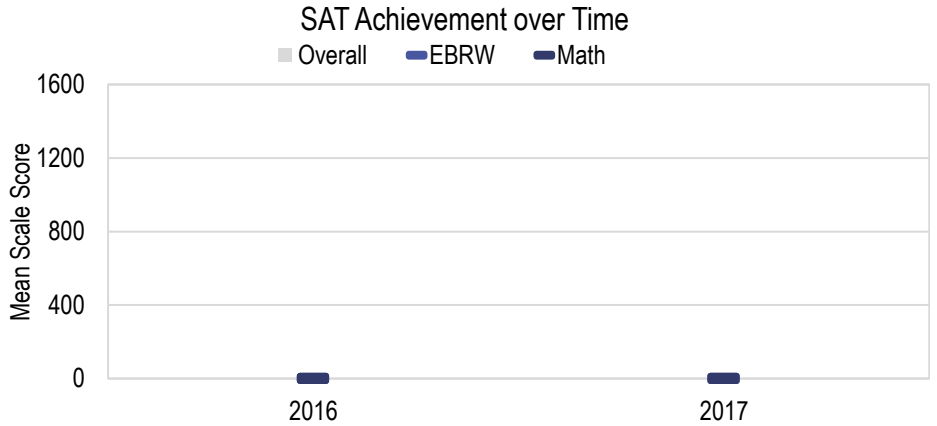 SAT Achievement over Time
Overall EBRW Math
Mean Scale Score
1600
1200
800
400
0
2016 2017